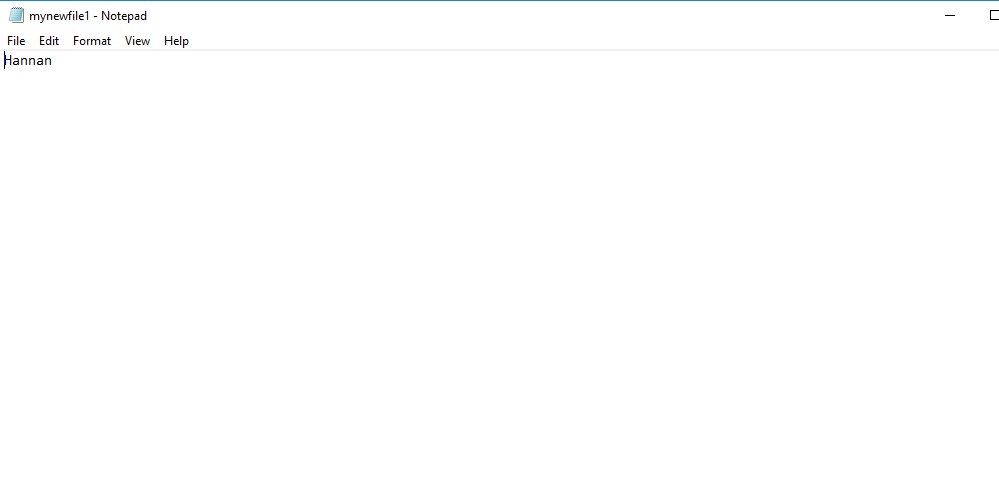 mynewfile1 - Notepad
File Edit Format View Help
Hannan